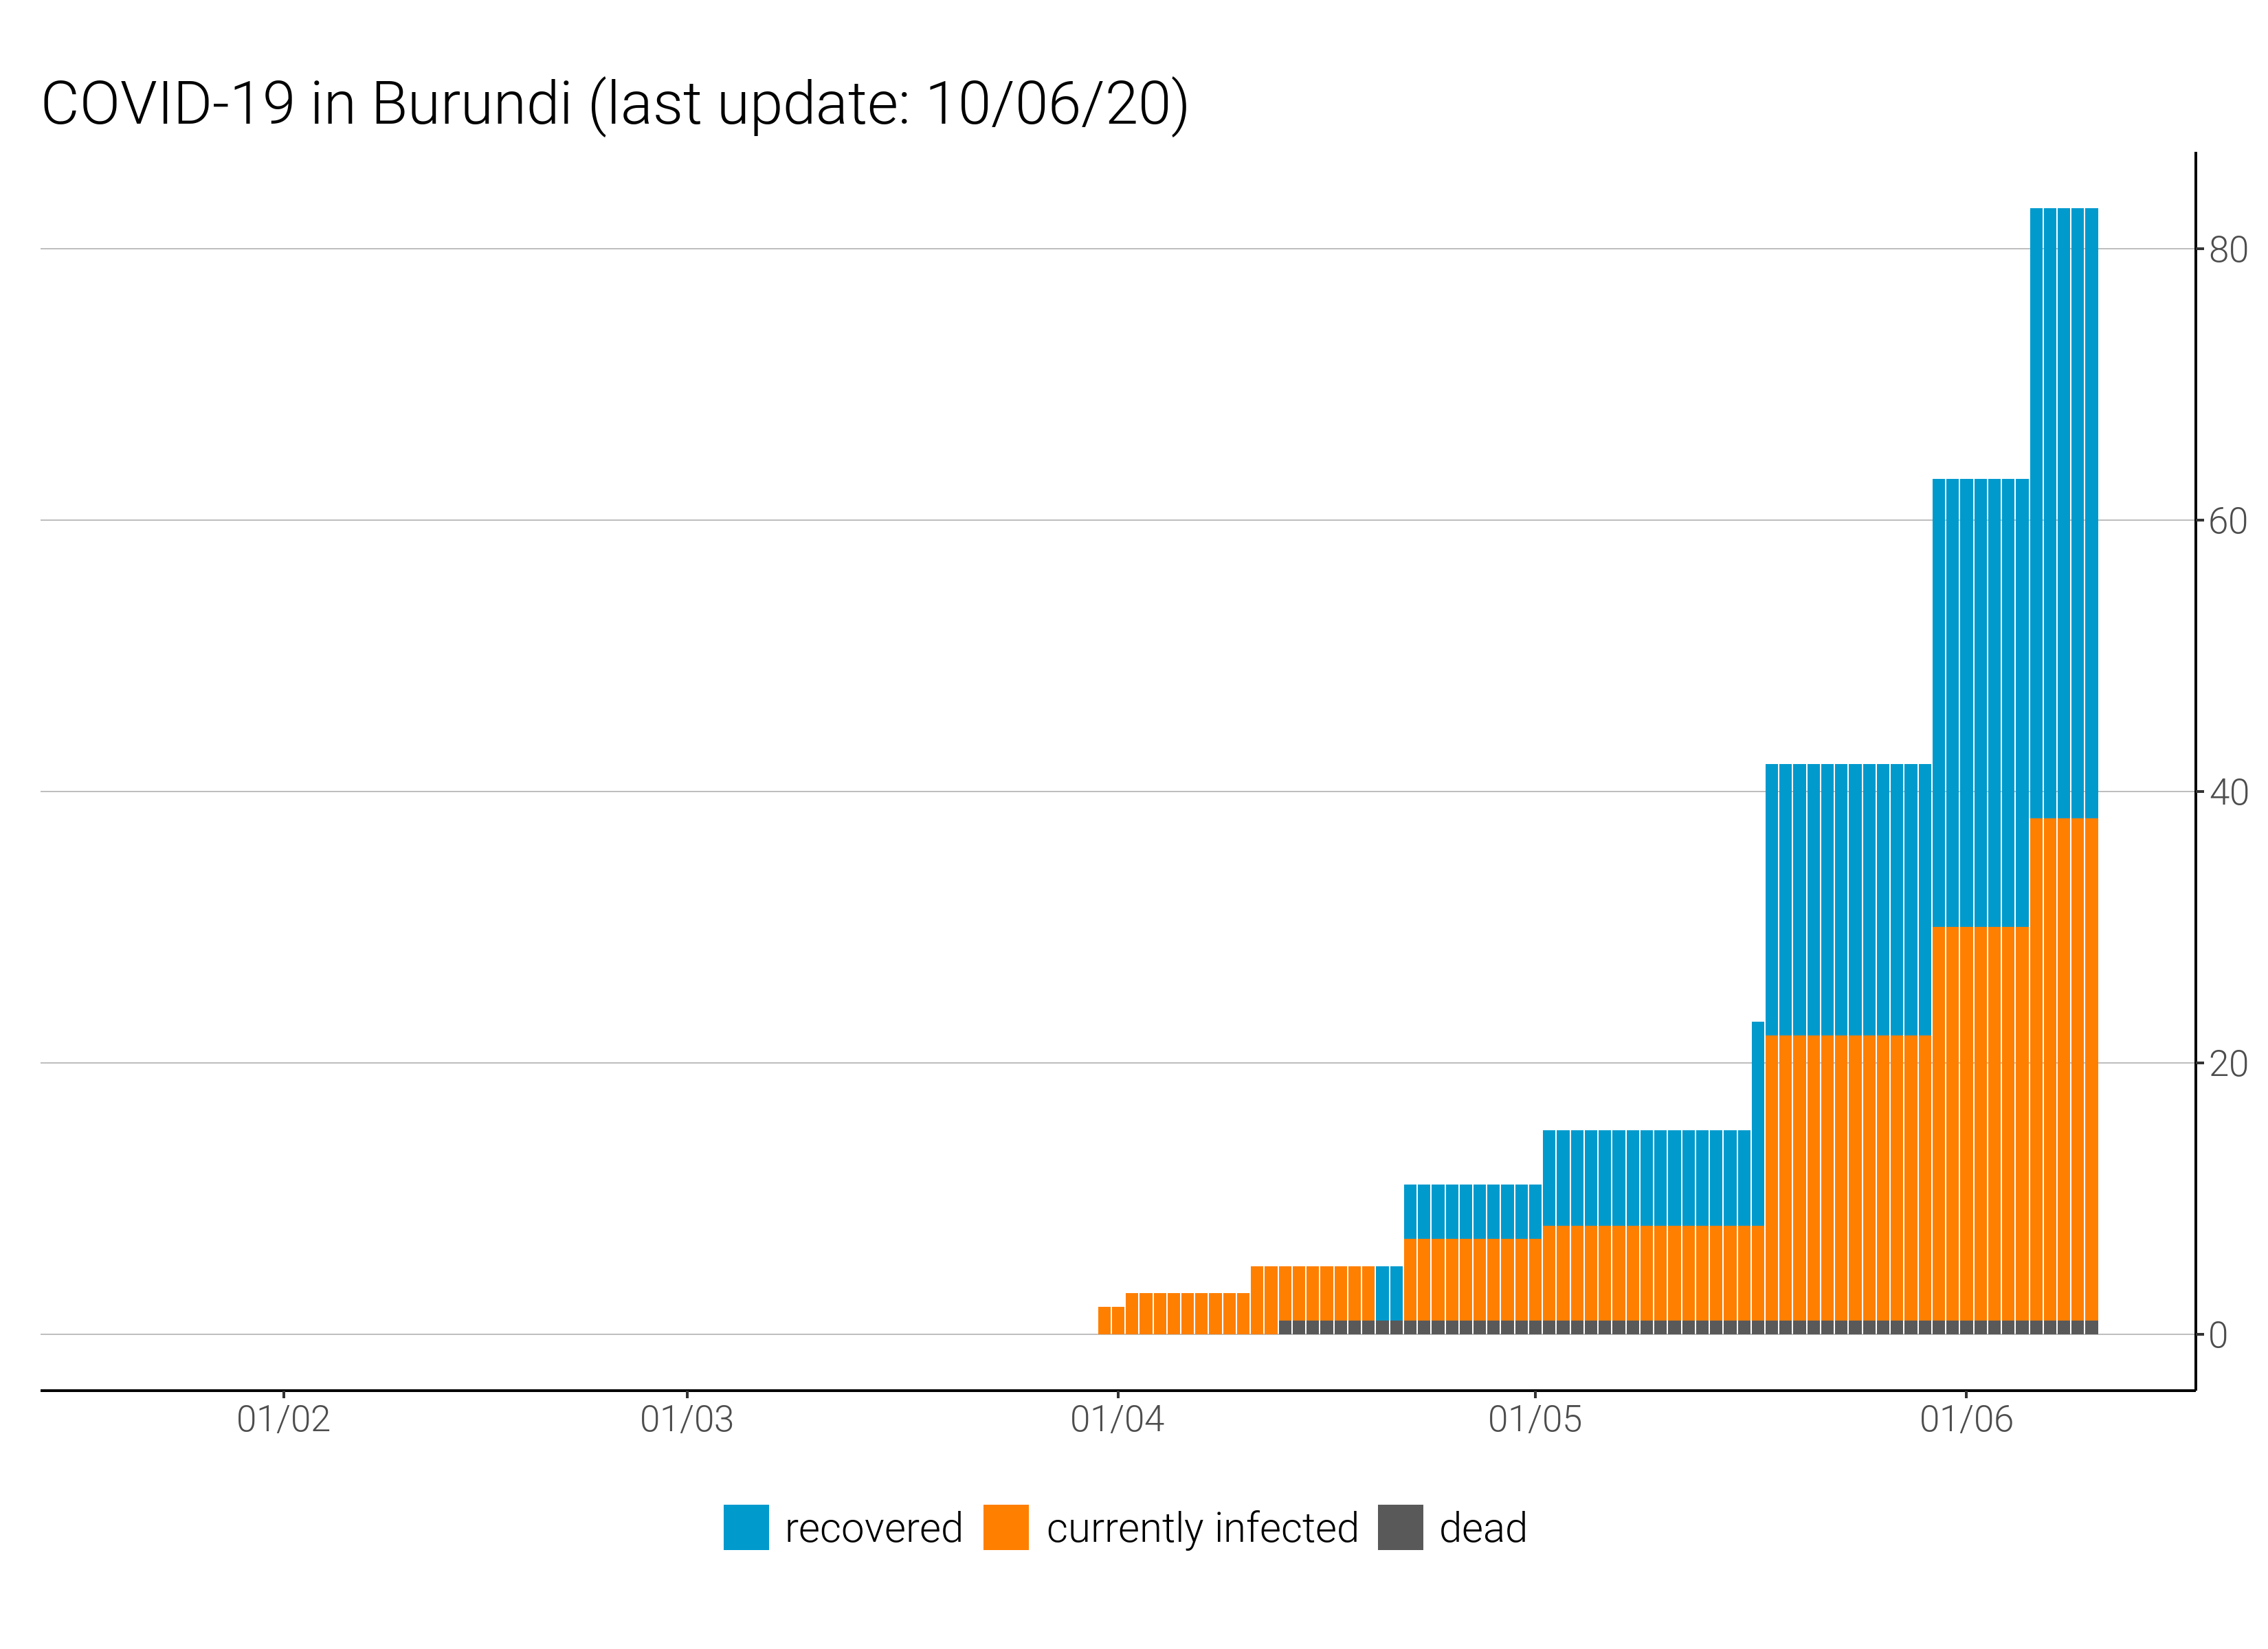 COVID-19 in Burundi (last update: 10/06/20)
80
60
40
20
0
01/02 01/03 01/04 01/05 01/06
recovered currently infected dead